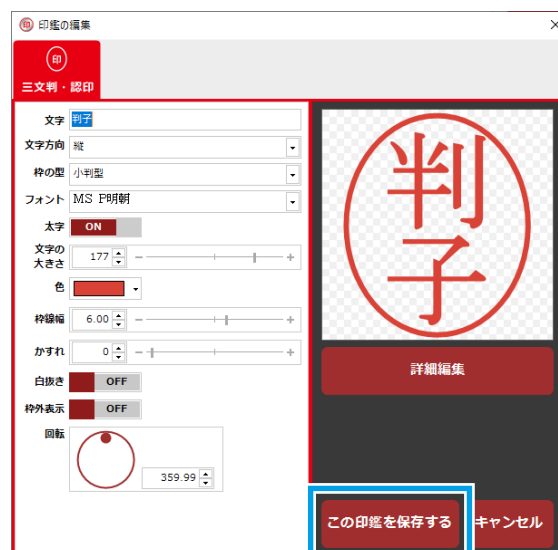 印 印鑑の編集
印
三文判・認印
文字 判子
文字方向 縦
枠の型 小判型
フォント MS P明朝
太字 ON
文字の
大きさ 177 - +
色
枠線幅 6.00 - +
かすれ 0 - +
白抜き OFF
枠外表示 OFF
回転
359.99
判
子
詳細編集
この印鑑を保存する
キャンセル